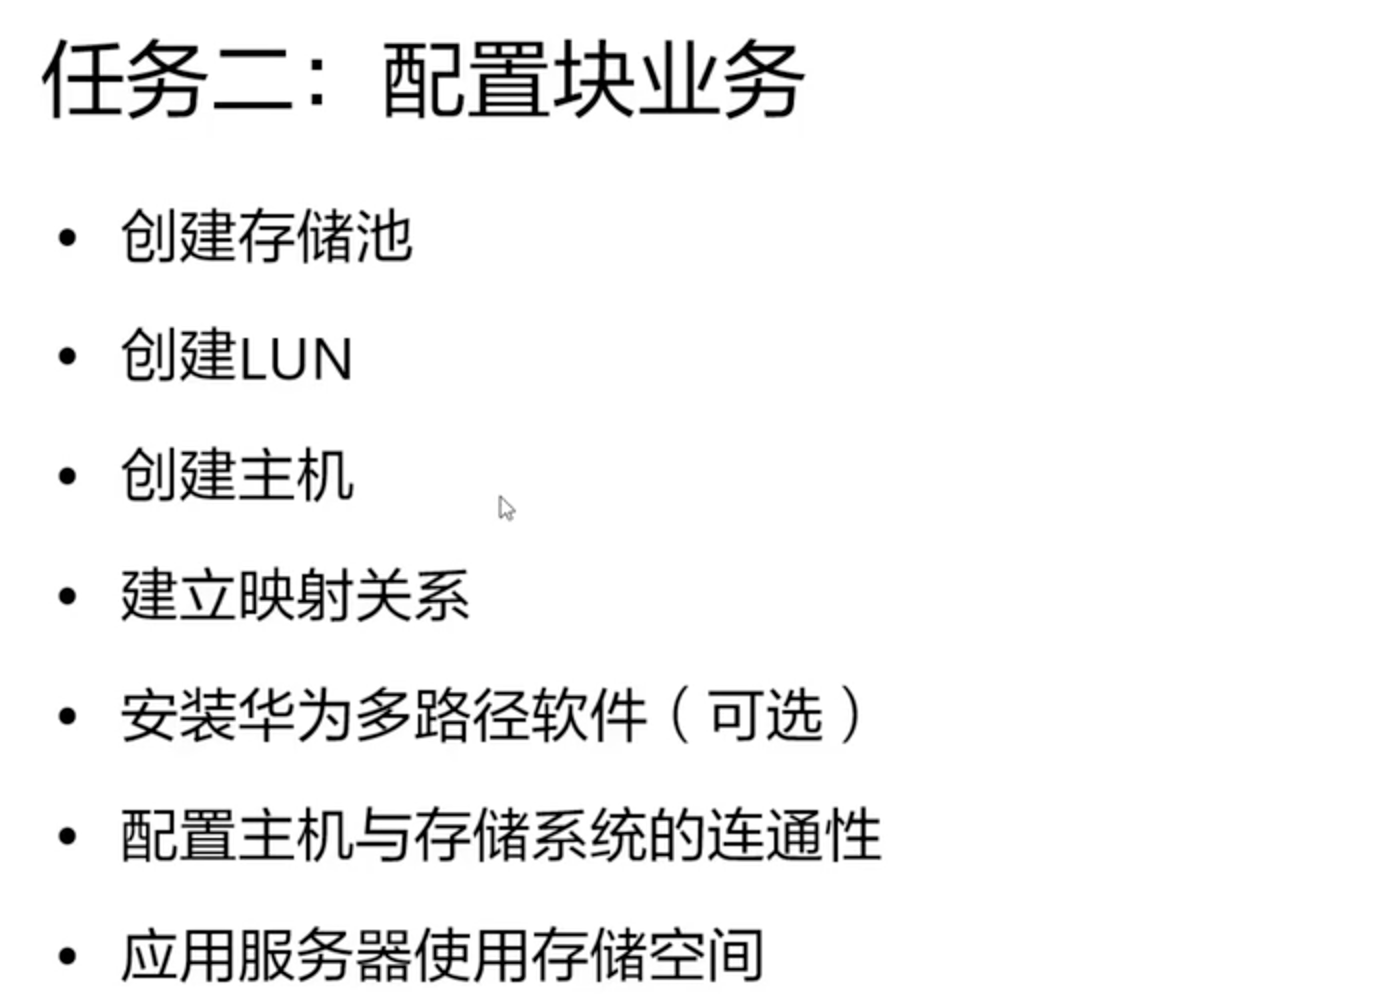 任务二：配置块业务
• 创建存储池
• 创建LUN
• 创建主机
• 建立映射关系
• 安装华为多路径软件（可选）
• 配置主机与存储系统的连通性
• 应用服务器使用存储空间